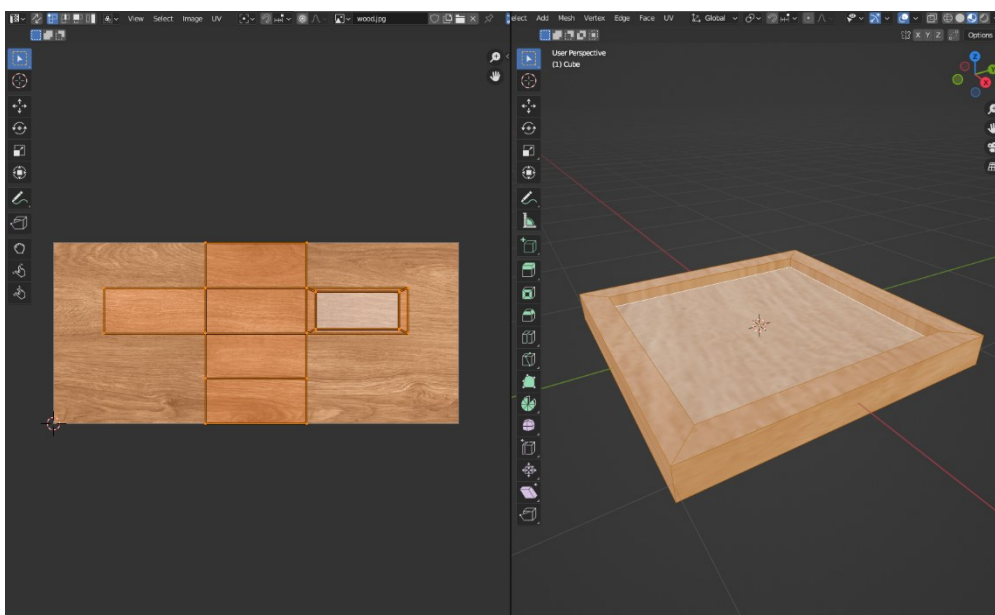 View Select Image UV wood.jpg
elect Add Mesh Vertex Edge Face UV Global
X Y Z Options
User Perspective
(1) Cube
Z
Y
X